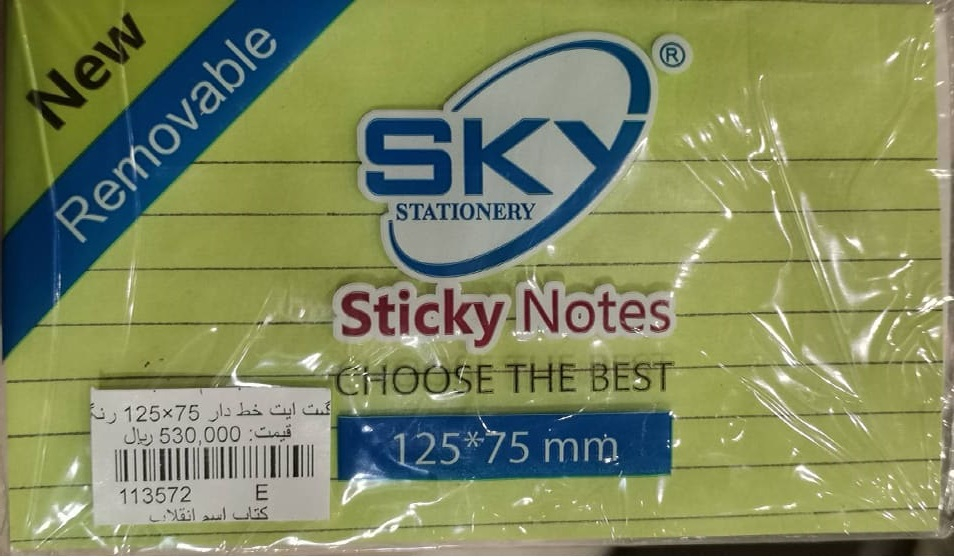 New
Removable
SKY ®
STATIONERY
Sticky Notes
CHOOSE THE BEST
125*75 mm
ایت خط دار 75×125
قیمت: 530,000 ریال
113572 E
کتاب اسم انقلاب